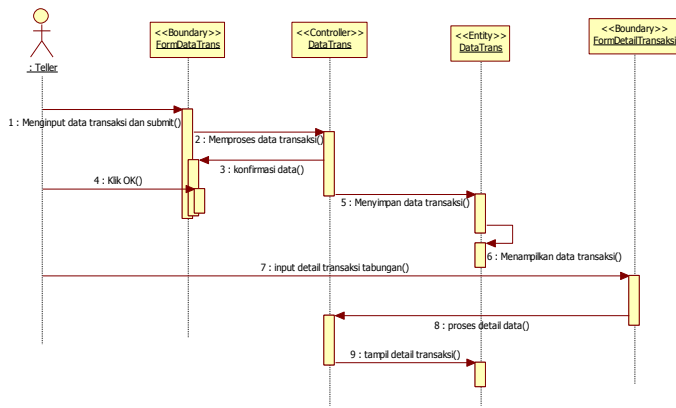 <<Boundary>>
FormDataTrans
<<Controller>>
DataTrans
<<Entity>>
DataTrans
<<Boundary>>
FormDetailTransaksi
: Teller
1 : Menginput data transaksi dan submit()
2 : Memproses data transaksi()
3 : konfirmasi data()
4 : Klik OK()
5 : Menyimpan data transaksi()
6 : Menampilkan data transaksi()
7 : input detail transaksi tabungan()
8 : proses detail data()
9 : tampil detail transaksi()